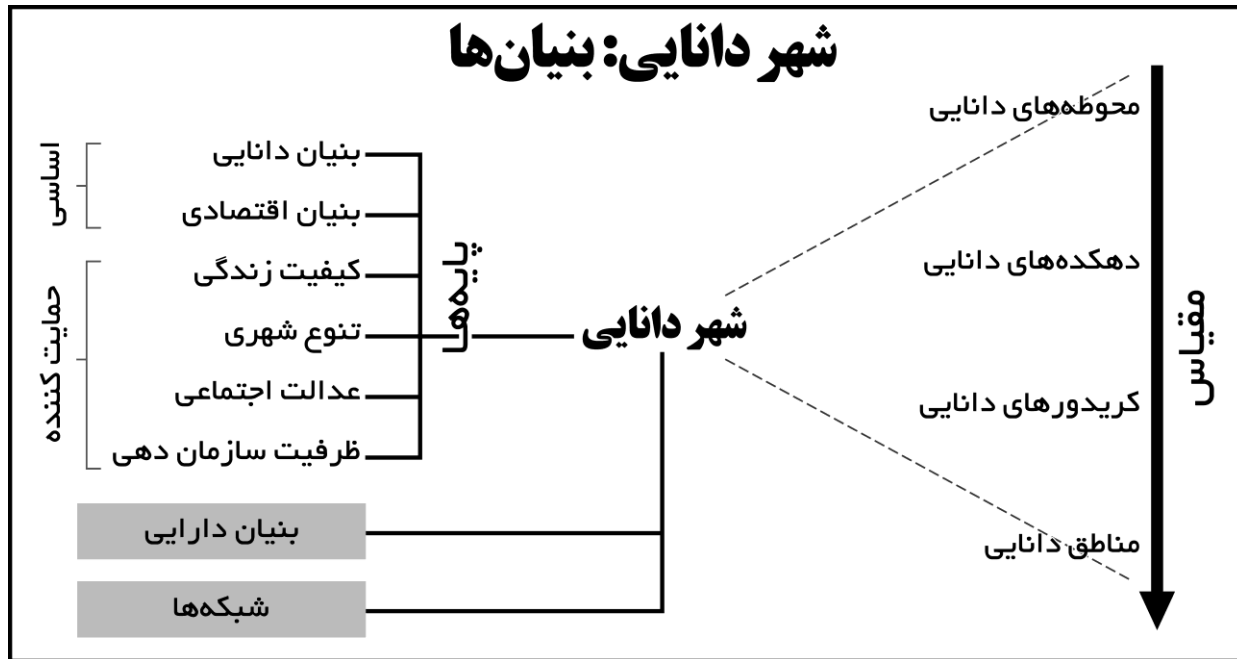 شهر دانایی: بنیان‌ها
مقیاس
محوطه‌های دانایی
دهکده‌های دانایی
کریدورهای دانایی
مناطق دانایی
شهر دانایی
پایه‌ها
اساسی
بنیان دانایی
بنیان اقتصادی
حمایت کننده
کیفیت زندگی
تنوع شهری
عدالت اجتماعی
ظرفیت سازمان دهی
بنیان دارایی
شبکه‌ها